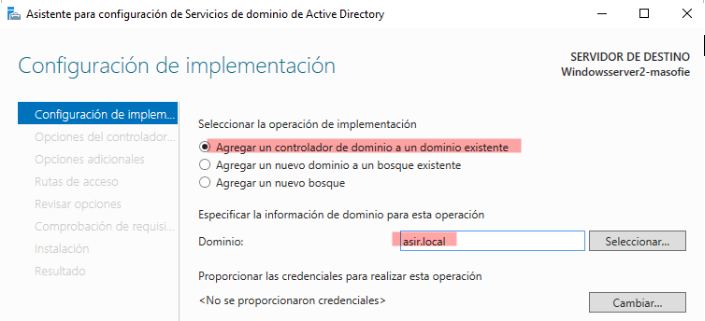 Asistente para configuración de Servicios de dominio de Active Directory
Configuración de implementación
SERVIDOR DE DESTINO
Windowsserver2-masofie
Configuración de implem...
Opciones del controlador...
Opciones adicionales
Rutas de acceso
Revisar opciones
Comprobación de requisi...
Instalación
Resultado
Seleccionar la operación de implementación
Agregar un controlador de dominio a un dominio existente
Agregar un nuevo dominio a un bosque existente
Agregar un nuevo bosque
Especificar la información de dominio para esta operación
Dominio:
asir.local
Seleccionar...
Proporcionar las credenciales para realizar esta operación
<No se proporcionaron credenciales>
Cambiar...